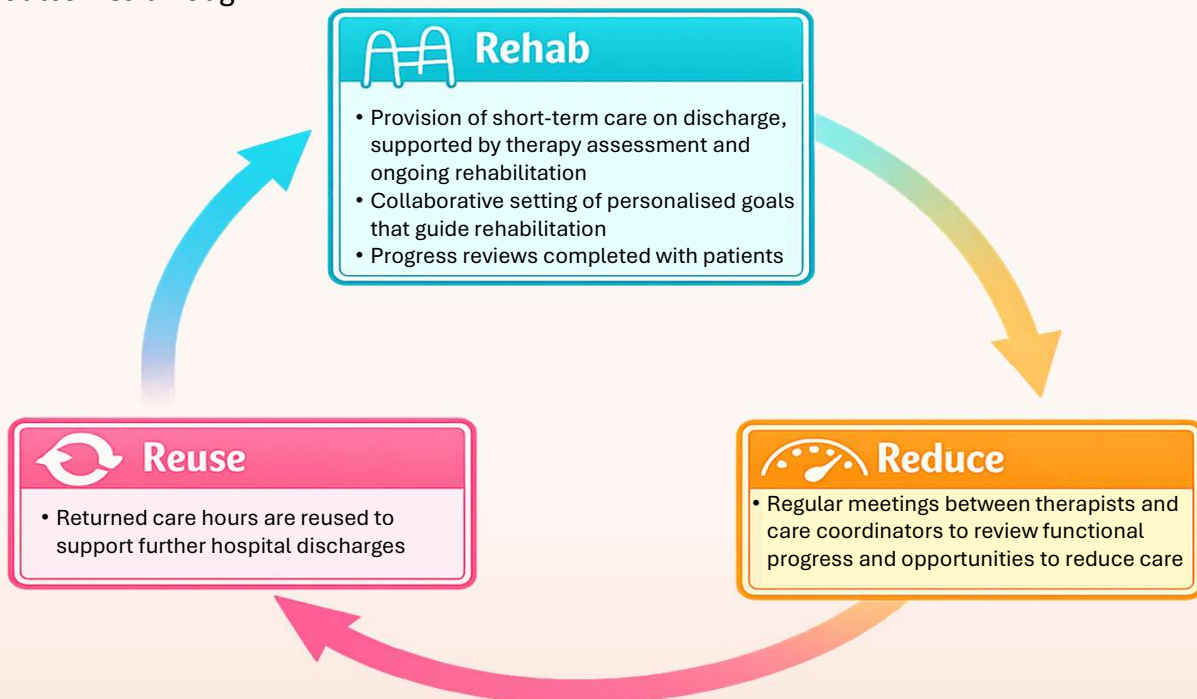 Rehab
• Provision of short-term care on discharge,
supported by therapy assessment and
ongoing rehabilitation
• Collaborative setting of personalised goals
that guide rehabilitation
• Progress reviews completed with patients
Reuse
• Returned care hours are reused to
support further hospital discharges
Reduce
• Regular meetings between therapists and
care coordinators to review functional
progress and opportunities to reduce care